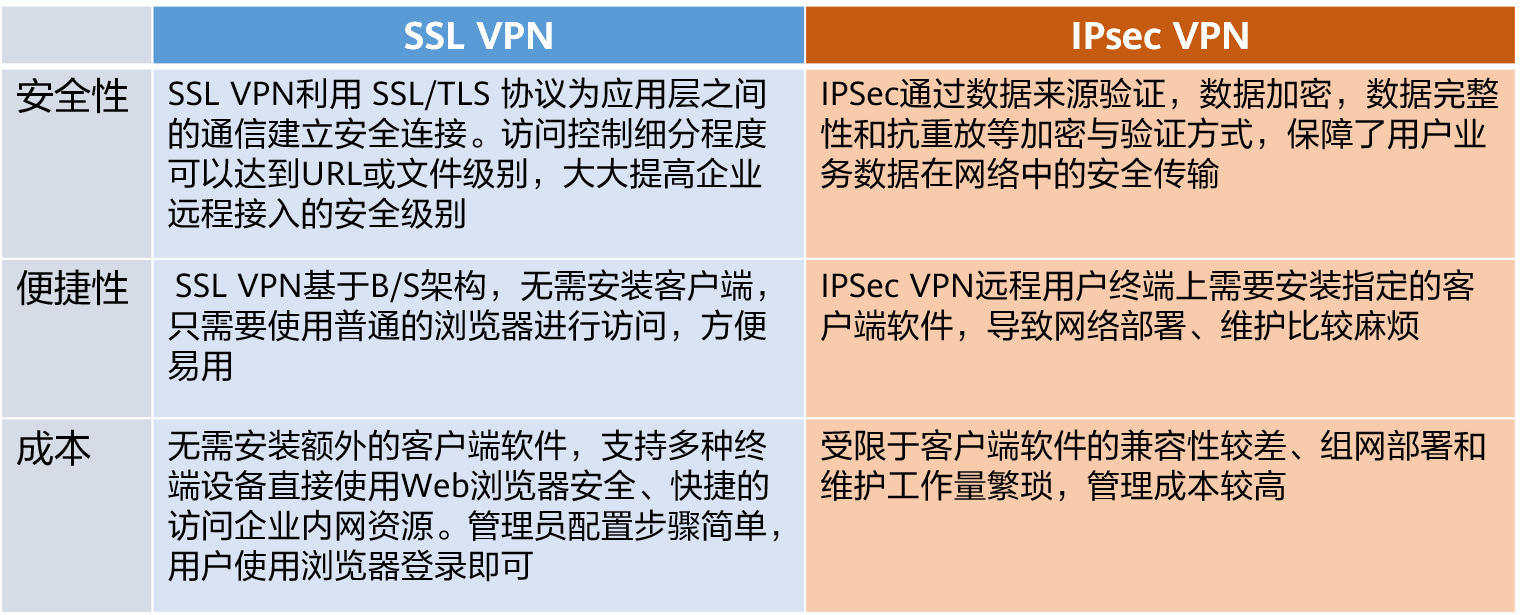 SSL VPN
IPsec VPN
安全性
SSL VPN利用 SSL/TLS 协议为应用层之间
的通信建立安全连接。访问控制细分程度
可以达到URL或文件级别，大大提高企业
远程接入的安全级别
IPSec通过数据来源验证，数据加密，数据完整
性和抗重放等加密与验证方式，保障了用户业
务数据在网络中的安全传输
便捷性
SSL VPN基于B/S架构，无需安装客户端，
只需要使用普通的浏览器进行访问，方便
易用
IPSec VPN远程用户终端上需要安装指定的客
户端软件，导致网络部署、维护比较麻烦
成本
无需安装额外的客户端软件，支持多种终
端设备直接使用Web浏览器安全、快捷的
访问企业内网资源。管理员配置步骤简单，
用户使用浏览器登录即可
受限于客户端软件的兼容性较差、组网部署和
维护工作量繁琐，管理成本较高